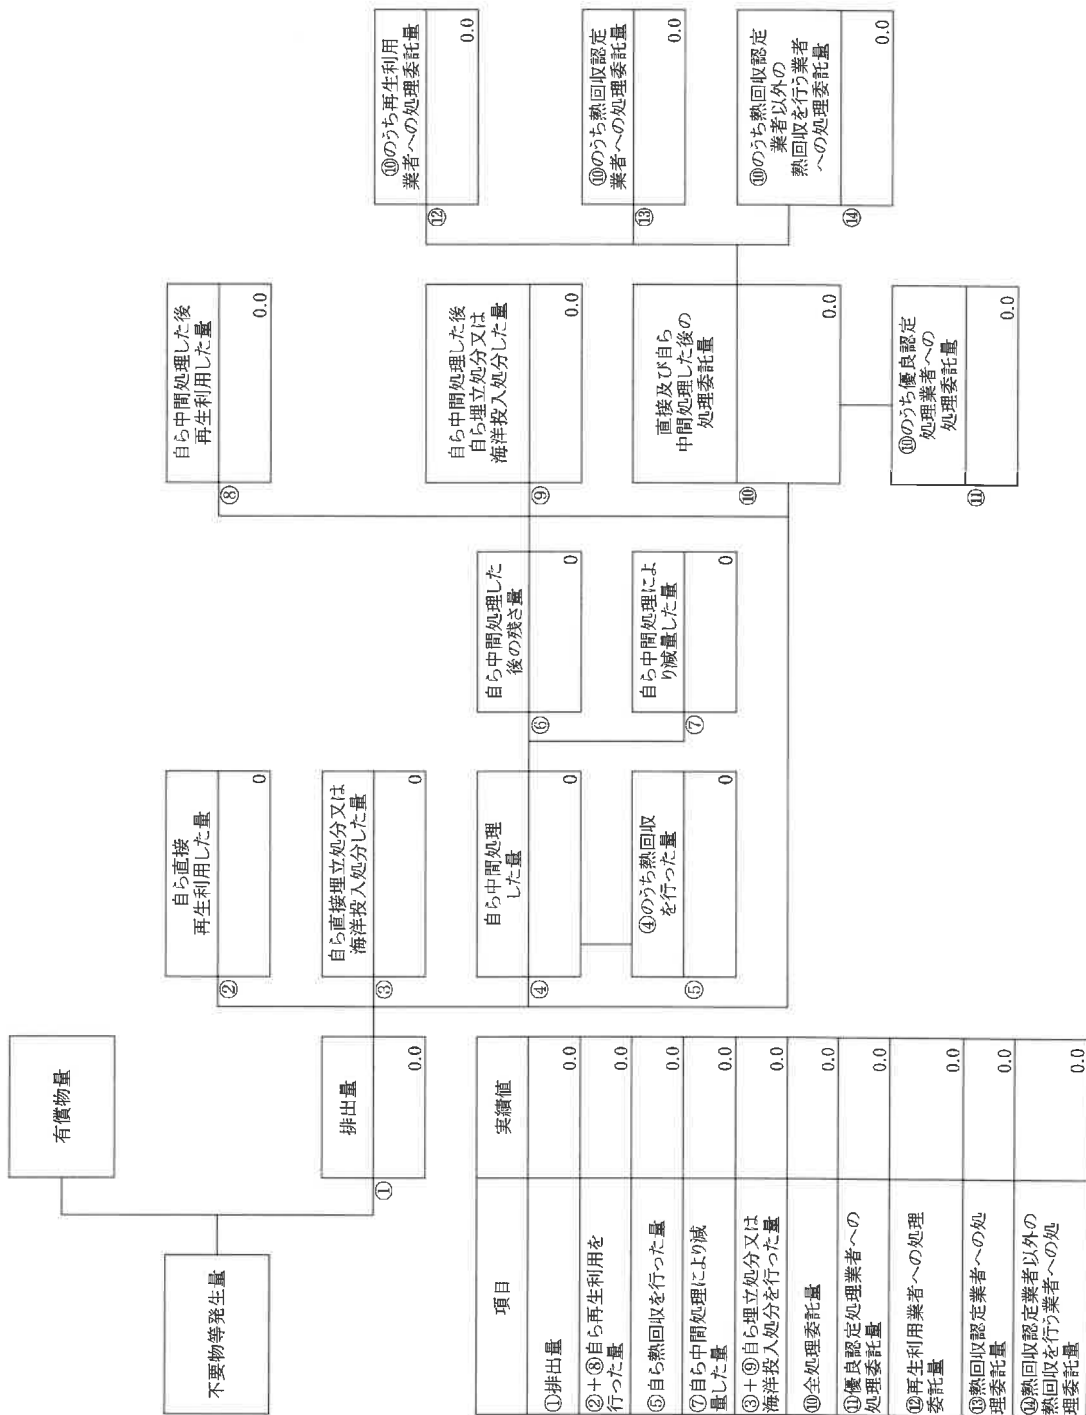 不要物等発生量
有償物量
排出量
①
0.0
自ら直接
再生利用した量
②
0
自ら直接埋立処分又は
海洋投入処分した量
③
0
自ら中間処理
した量
④
0
④のうち熱回収
を行った量
⑤
0
自ら中間処理した
後の残さ量
⑥
0
自ら中間処理によ
り減量した量
⑦
0
自ら中間処理した後
再生利用した量
⑧
0.0
自ら中間処理した後
自ら埋立処分又は
海洋投入処分した量
⑨
0.0
直接及び自ら
中間処理した後の
処理委託量
⑩
0.0
⑩のうち優良認定
処理業者への
処理委託量
⑪
0.0
⑩のうち再生利用
業者への処理委託量
⑫
0.0
⑩のうち熱回収認定
業者への処理委託量
⑬
0.0
⑩のうち熱回収認定
業者以外の
熱回収を行う業者
への処理委託量
⑭
0.0
項目
実績値
①排出量
0.0
②+⑧自ら再生利用を
行った量
0.0
⑤自ら熱回収を行った量
0.0
⑦自ら中間処理により減
量した量
0.0
③+⑨自ら埋立処分又は
海洋投入処分を行った量
0.0
⑩全処理委託量
0.0
⑪優良認定処理業者への
処理委託量
0.0
⑫再生利用業者への処理
委託量
0.0
⑬熱回収認定業者への処
理委託量
0.0
⑭熱回収認定業者以外の
熱回収を行う業者への処
理委託量
0.0